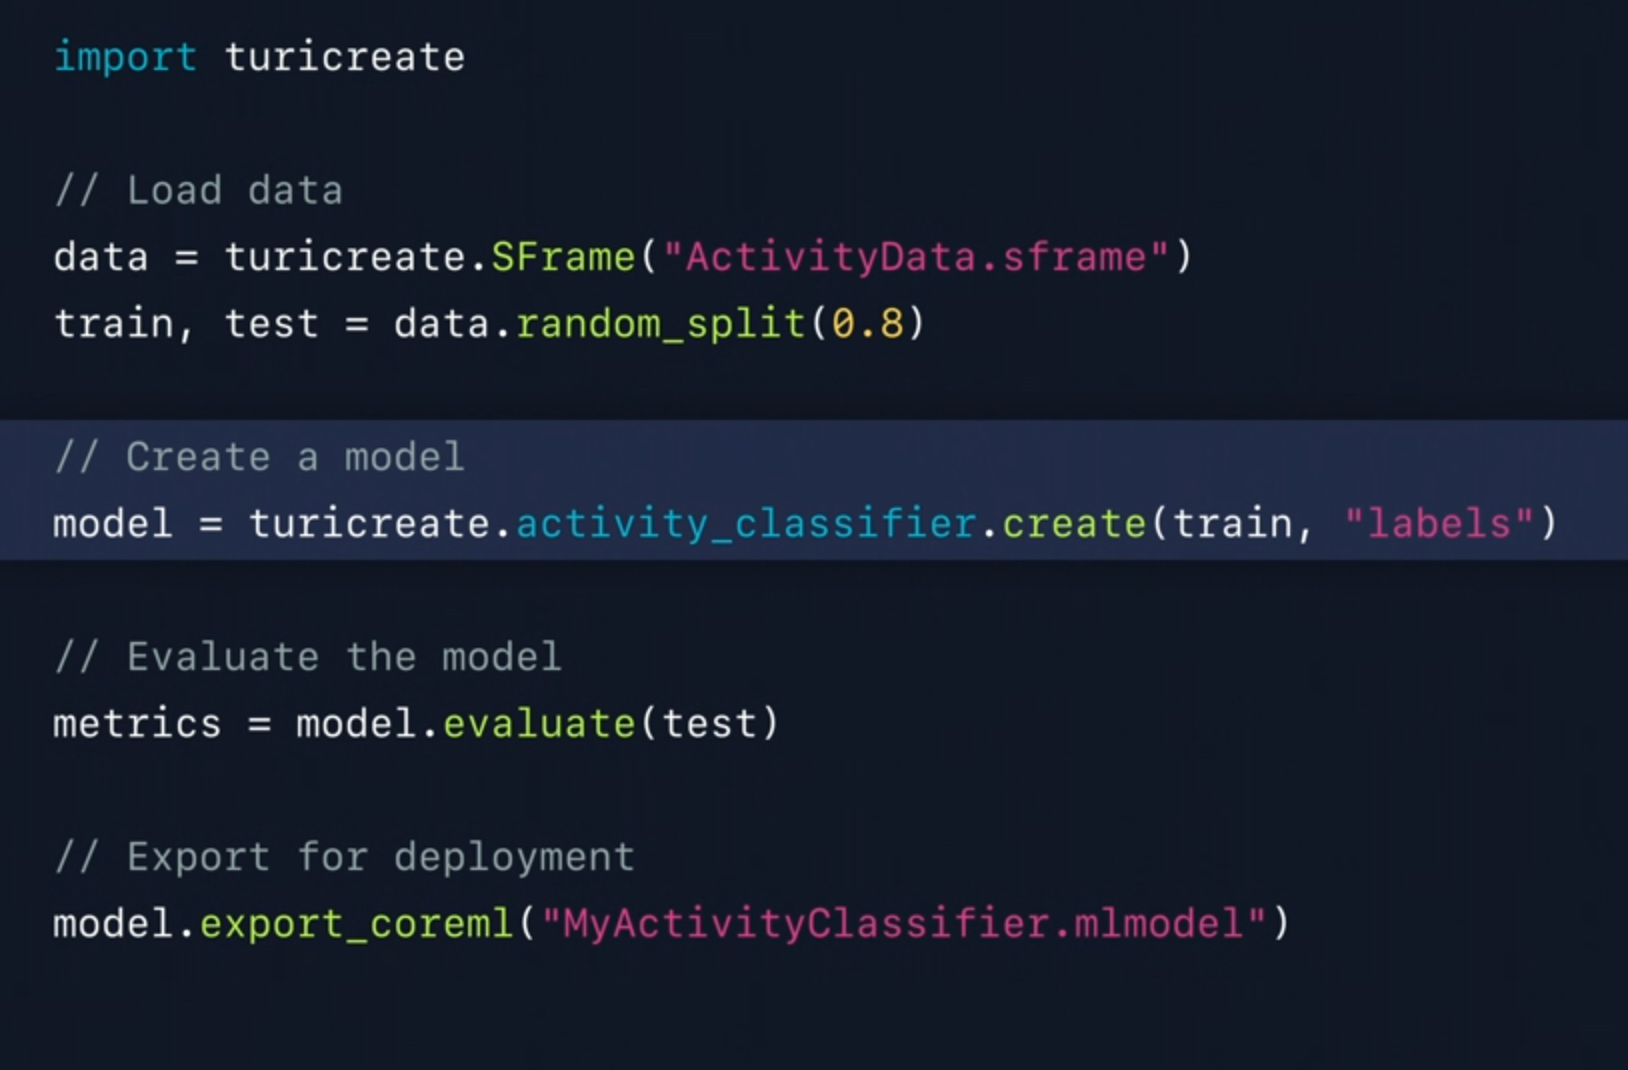 import turicreate
// Load data
data = turicreate.SFrame("ActivityData.sframe")
train, test = data.random_split(0.8)
// Create a model
model = turicreate.activity_classifier.create(train, "labels")
// Evaluate the model
metrics = model.evaluate(test)
// Export for deployment
model.export_coreml("MyActivityClassifier.mlmodel")